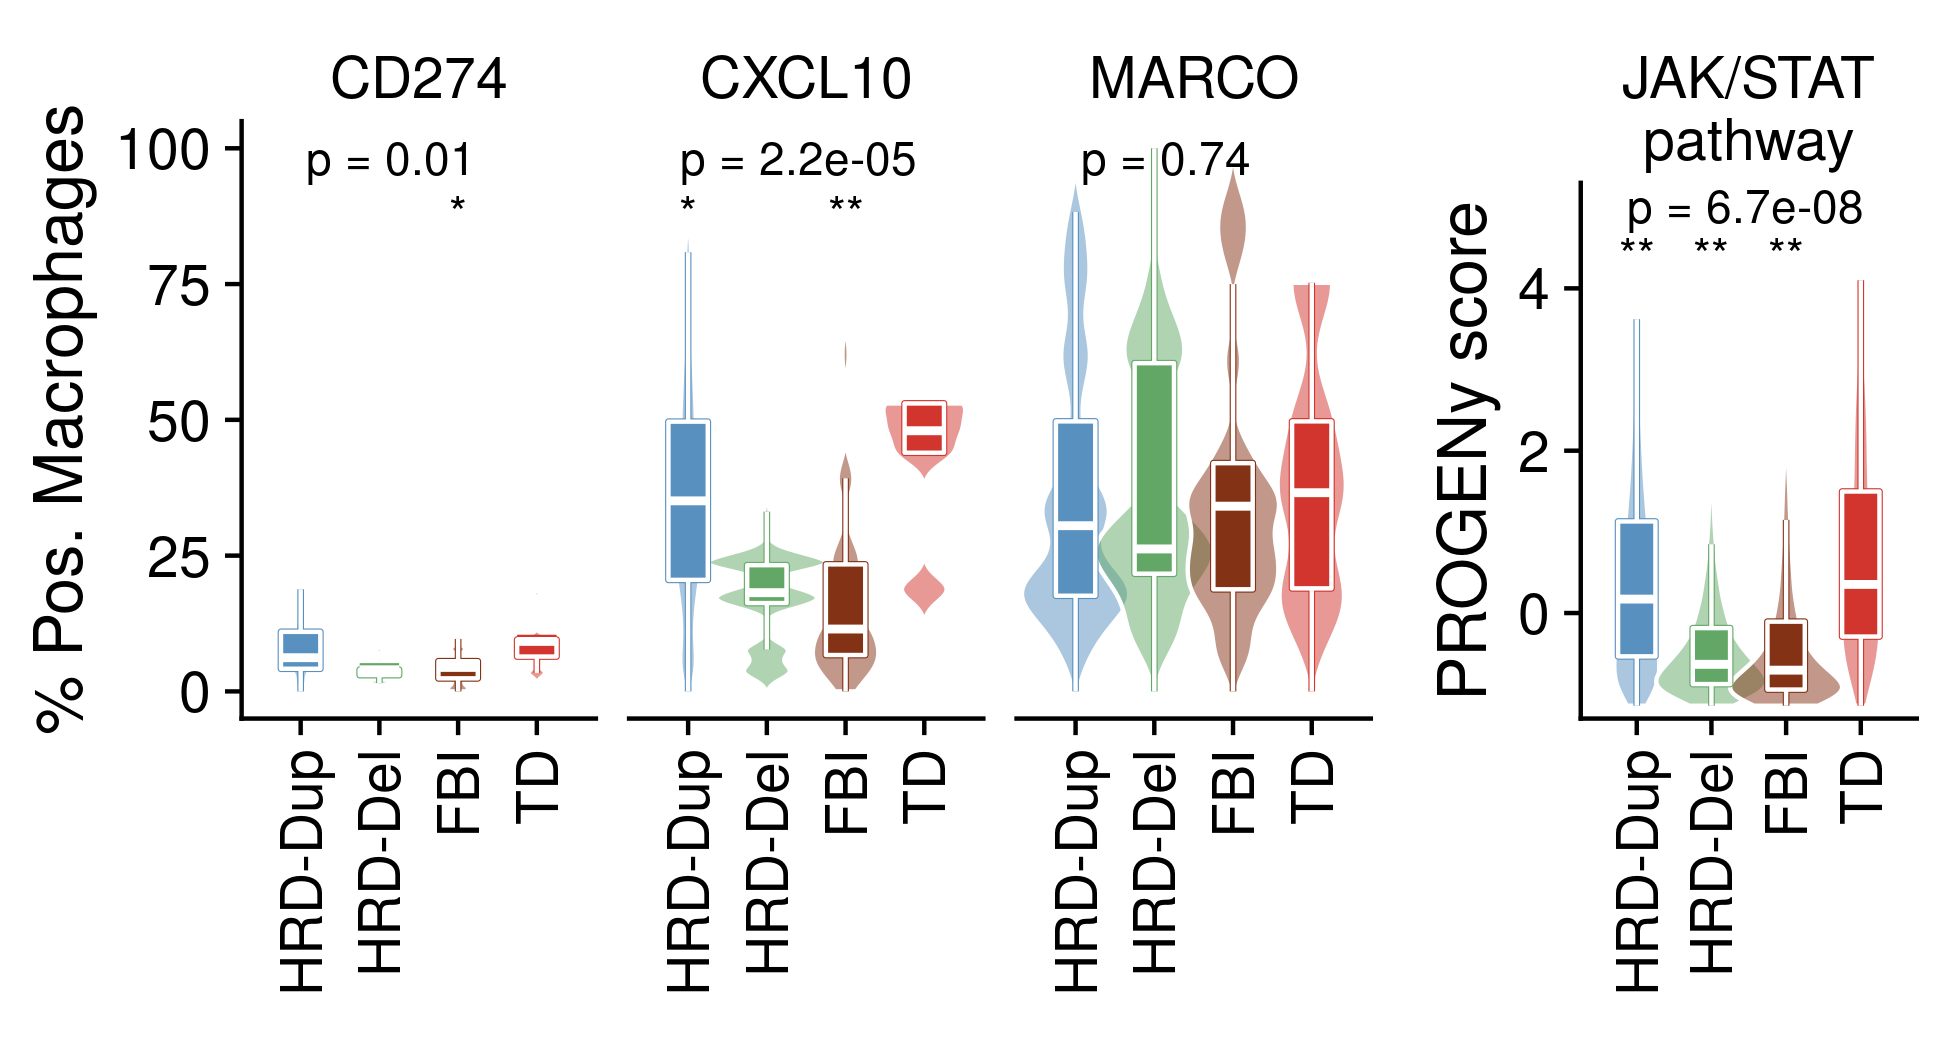 CD274
CXCL10
MARCO
JAK/STAT
pathway
% Pos. Macrophages
100
75
50
25
0
p = 0.01
*
p = 2.2e-05
*
**
p = 0.74
PROGENy score
4
2
0
p = 6.7e-08
**
**
**
HRD-Dup
HRD-Del
FBI
TD
HRD-Dup
HRD-Del
FBI
TD
HRD-Dup
HRD-Del
FBI
TD
HRD-Dup
HRD-Del
FBI
TD